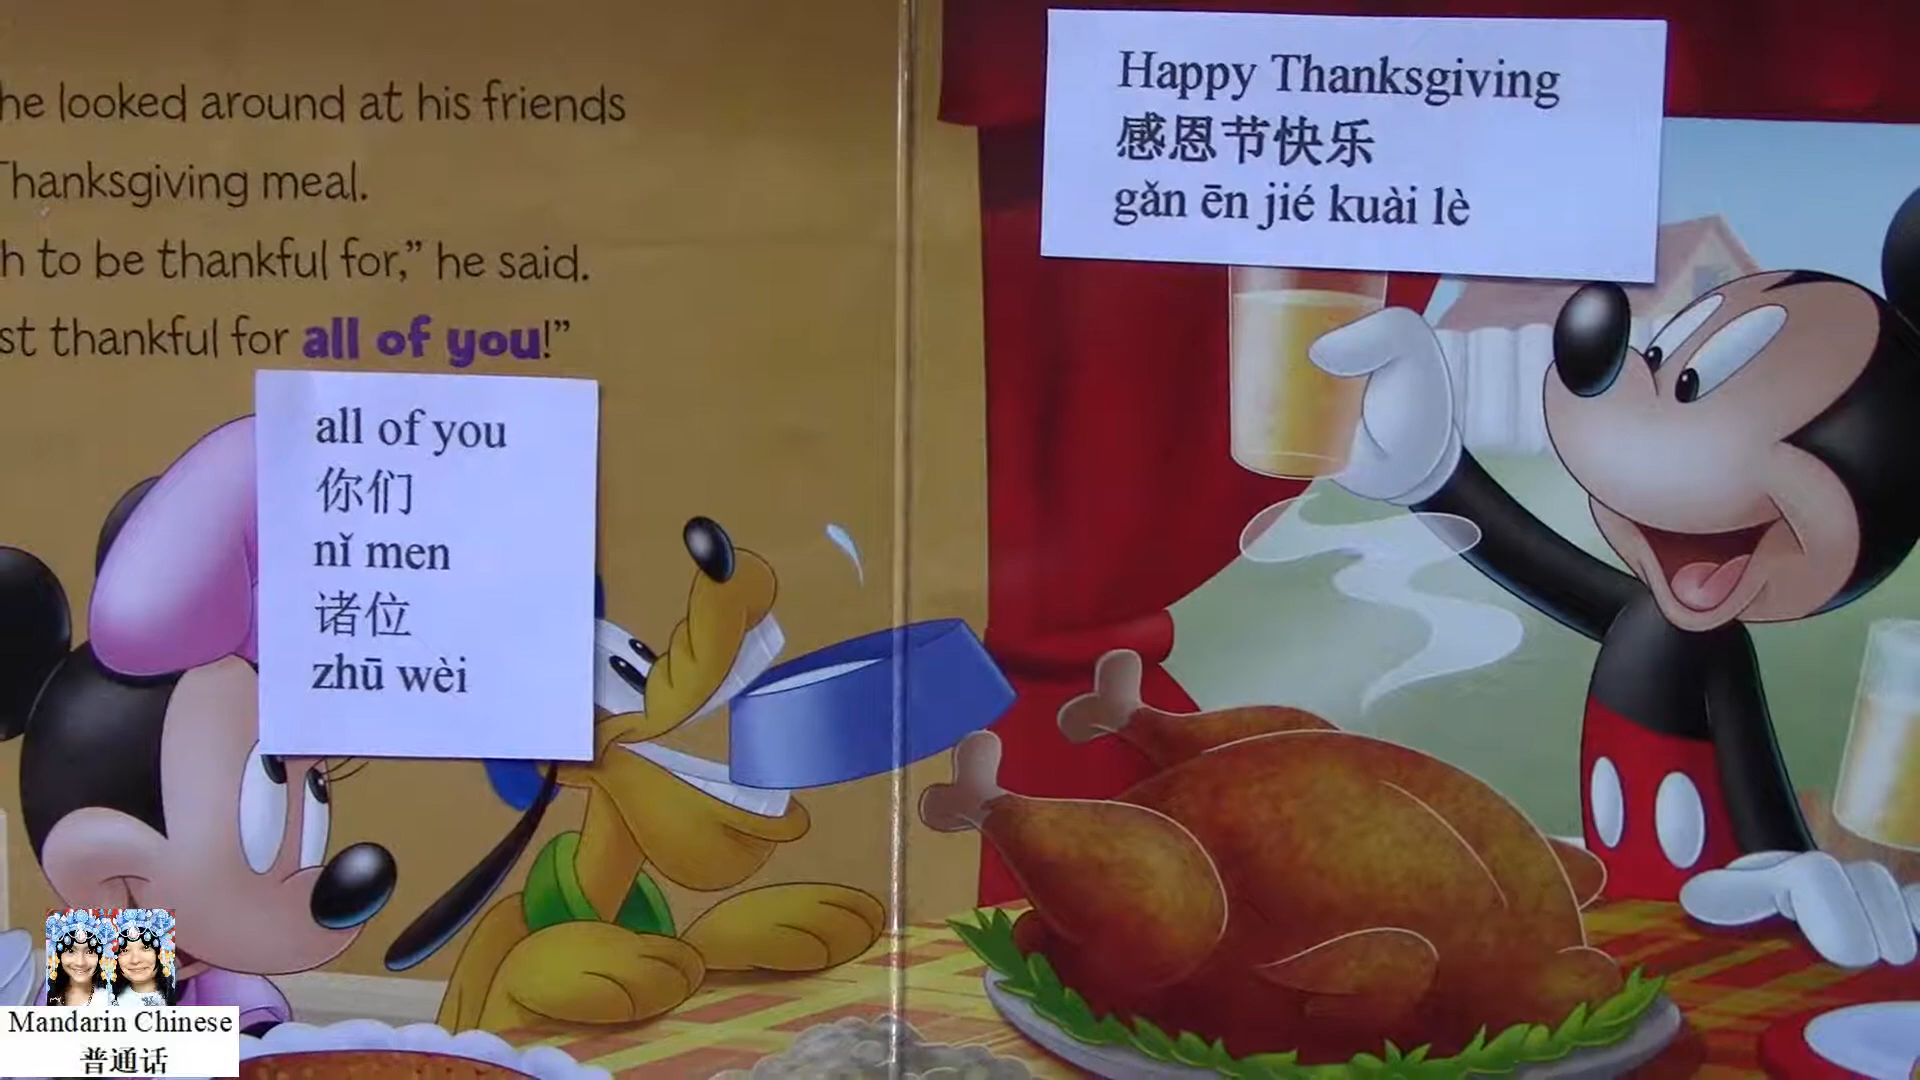 he looked around at his friends
Thanksgiving meal.
h to be thankful for,” he said.
st thankful for all of you!”
all of you
你们
nǐ men
诸位
zhū wèi
Happy Thanksgiving
感恩节快乐
gǎn ēn jié kuài lè
Mandarin Chinese
普通话